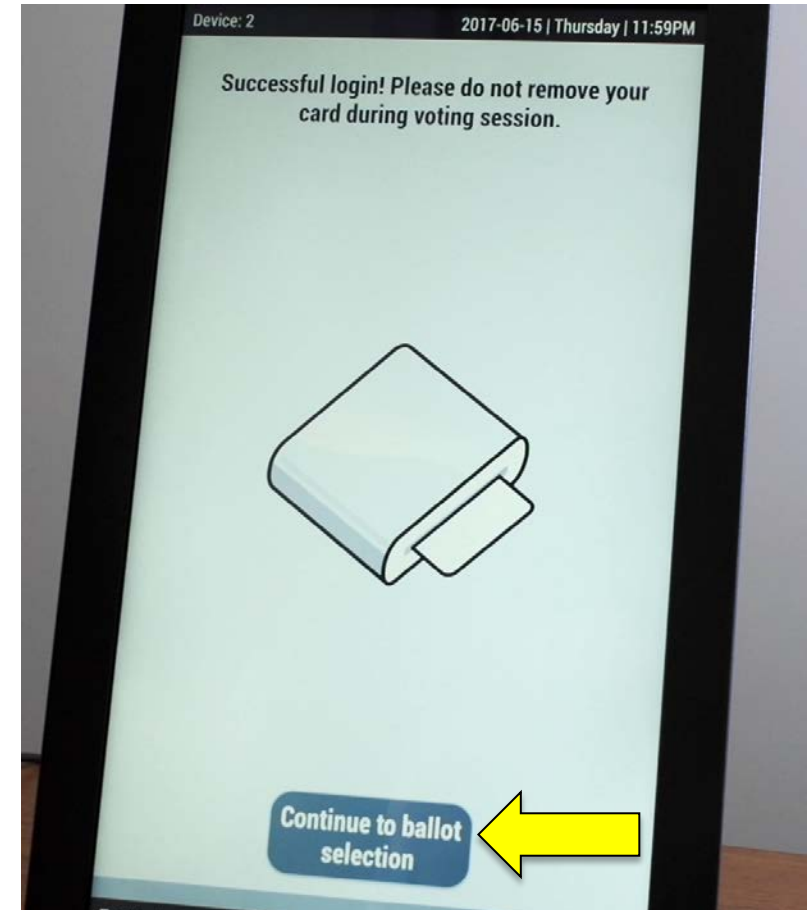 Device: 2
2017-06-15 | Thursday | 11:59PM
Successful login! Please do not remove your
card during voting session.
Continue to ballot
selection